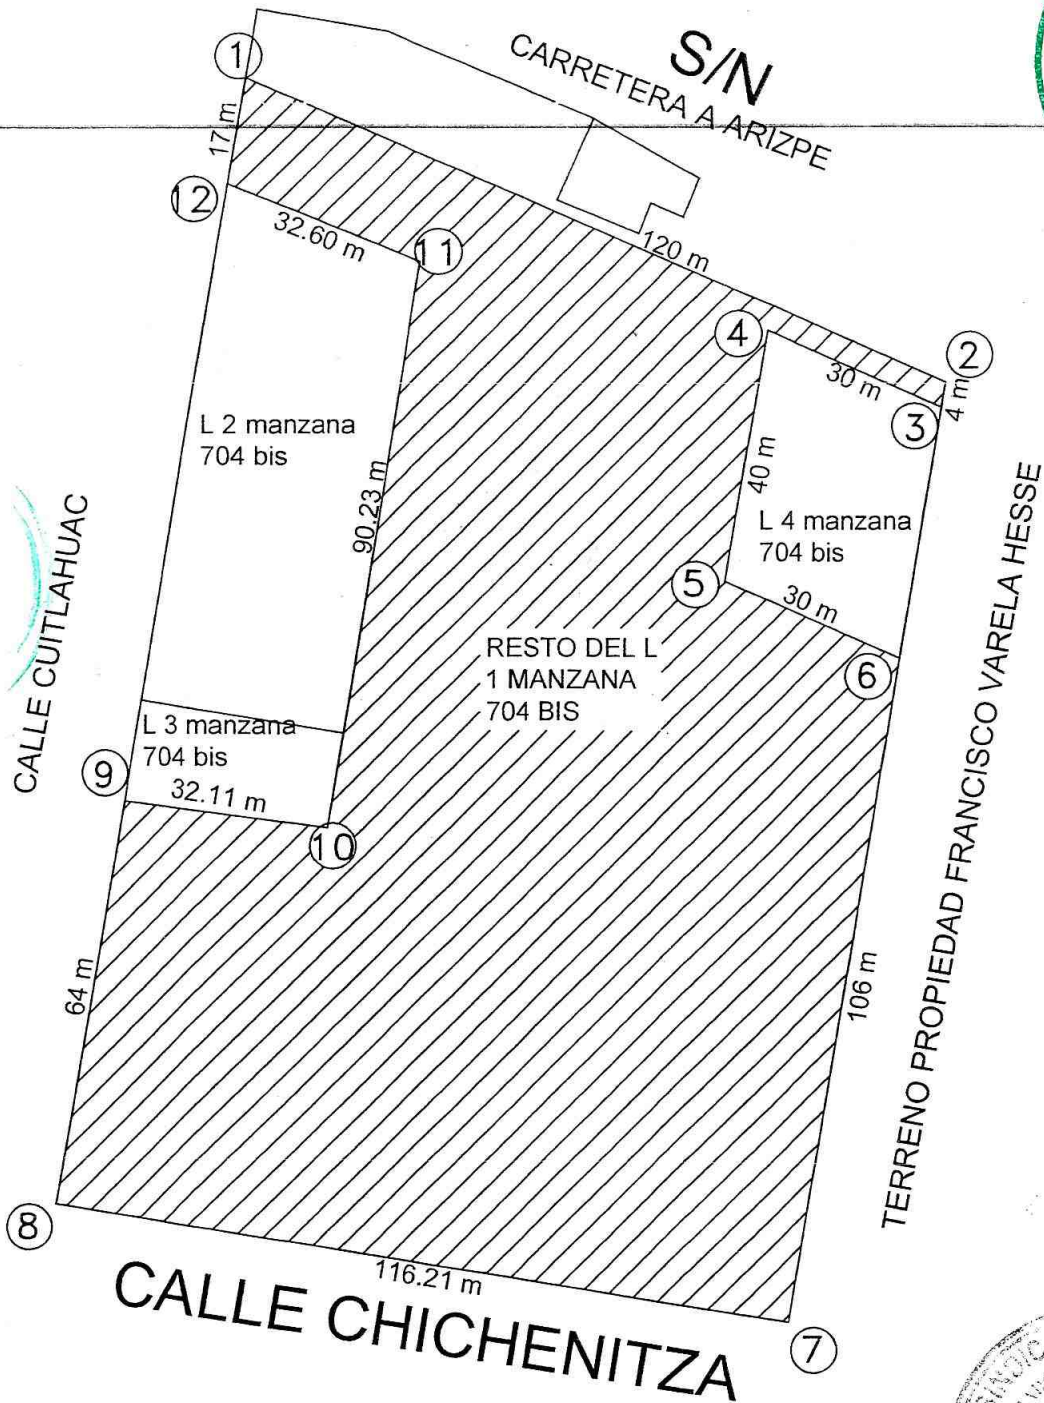 S/N
CARRETERA A ARIZPE
1
17 m
12
32.60 m
11
120 m
4
2
30 m
4 m
3
L 2 manzana
704 bis
90.23 m
40 m
L 4 manzana
704 bis
5
30 m
6
CALLE CUITLAHUAC
RESTO DEL L
1 MANZANA
704 BIS
TERRENO PROPIEDAD FRANCISCO VARELA HESSE
L 3 manzana
704 bis
9
32.11 m
10
64 m
106 m
8
116.21 m
7
CALLE CHICHENITZA